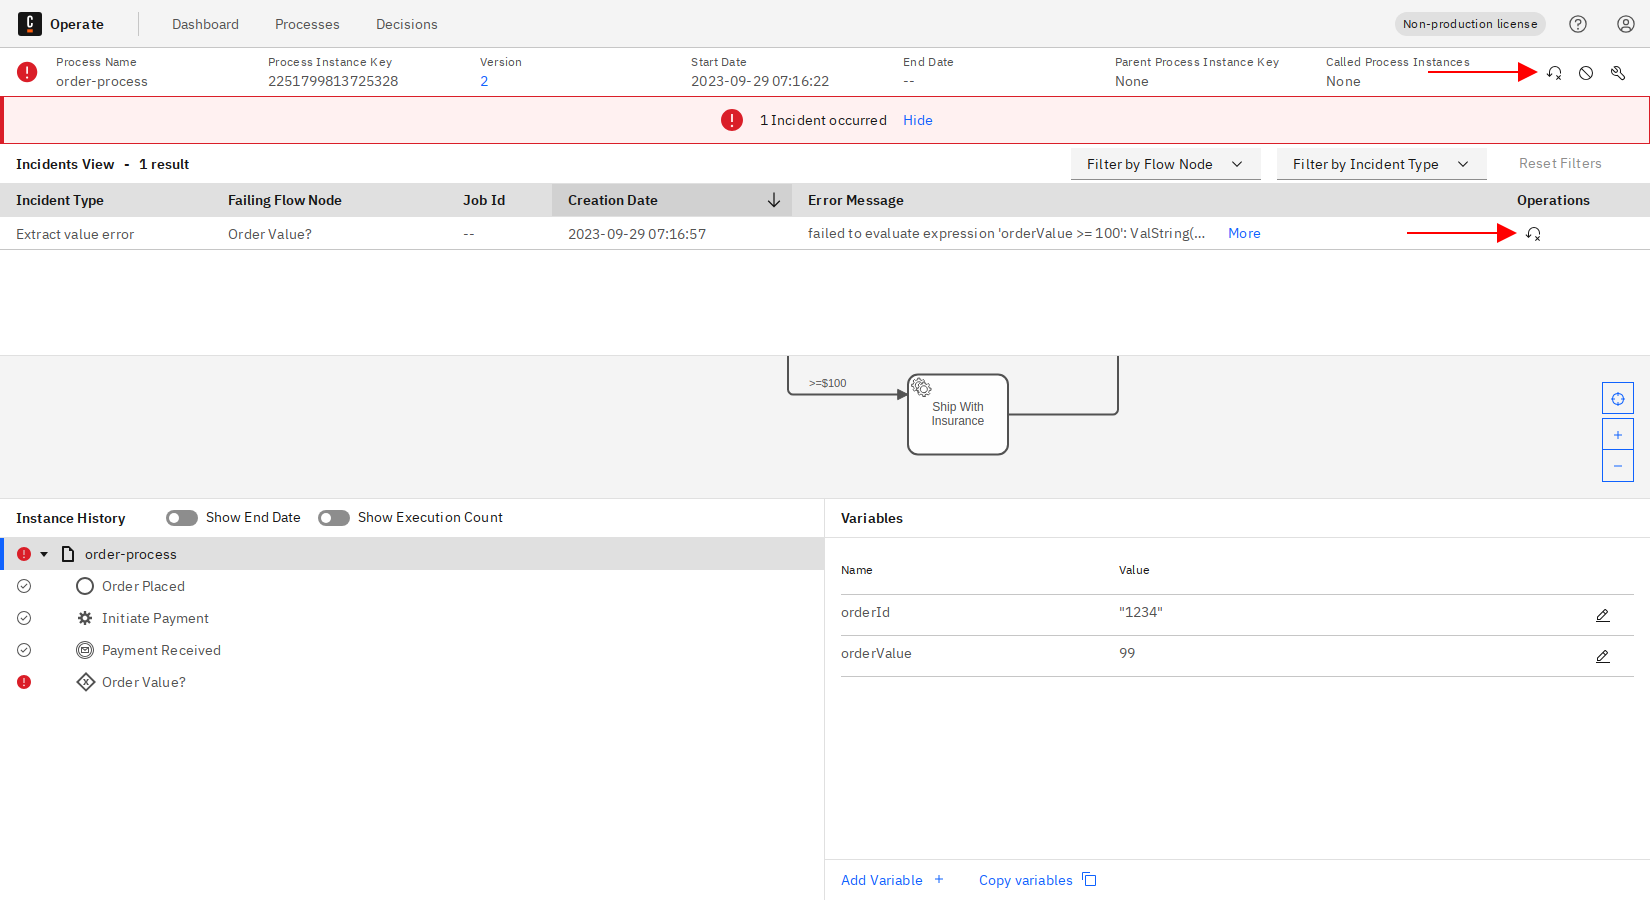 C Operate Dashboard Processes Decisions Non-production license
Process Name Process Instance Key Version Start Date End Date Parent Process Instance Key Called Process Instances
order-process 2251799813725328 2 2023-09-29 07:16:22 -- None None
1 Incident occurred Hide
Incidents View - 1 result Filter by Flow Node Filter by Incident Type Reset Filters
Incident Type Failing Flow Node Job Id Creation Date Error Message Operations
Extract value error Order Value? -- 2023-09-29 07:16:57 failed to evaluate expression 'orderValue >= 100': ValString(... More
>=$100
Ship With
Insurance
Instance History Show End Date Show Execution Count
order-process
Order Placed
Initiate Payment
Payment Received
Order Value?
Variables
Name Value
orderId "1234"
orderValue 99
Add Variable + Copy variables